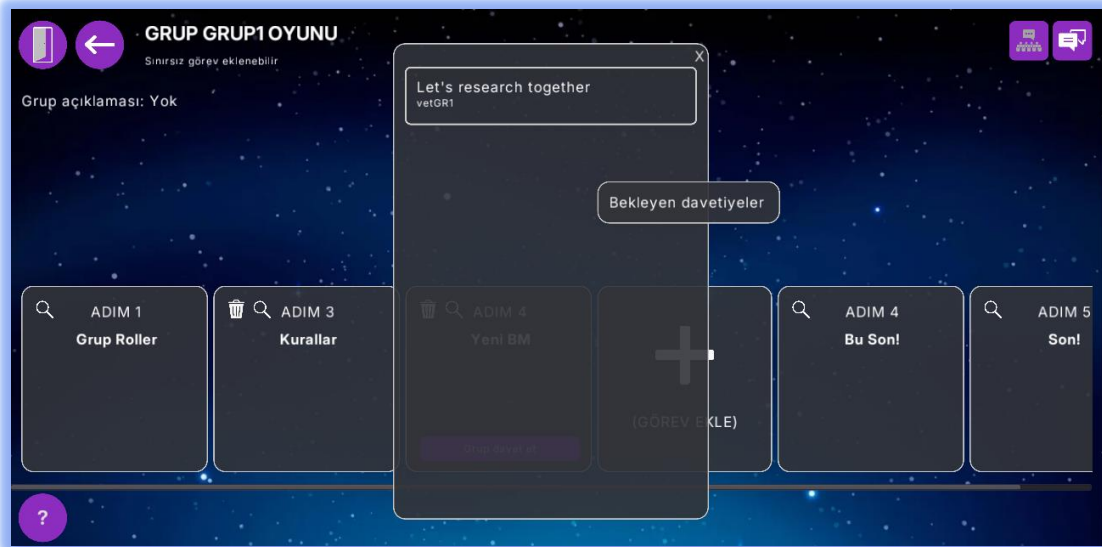 GRUP GRUP1 OYUNU
Sınırsız görev eklenebilir
Grup açıklaması: Yok
X
Let's research together
vetGR1
Bekleyen davetiyeler
ADIM 1
Grup Roller
ADIM 3
Kurallar
ADIM 4
Yeni BM
Grup davet et
(GÖREV EKLE)
ADIM 4
Bu Son!
ADIM 5
Son!
?